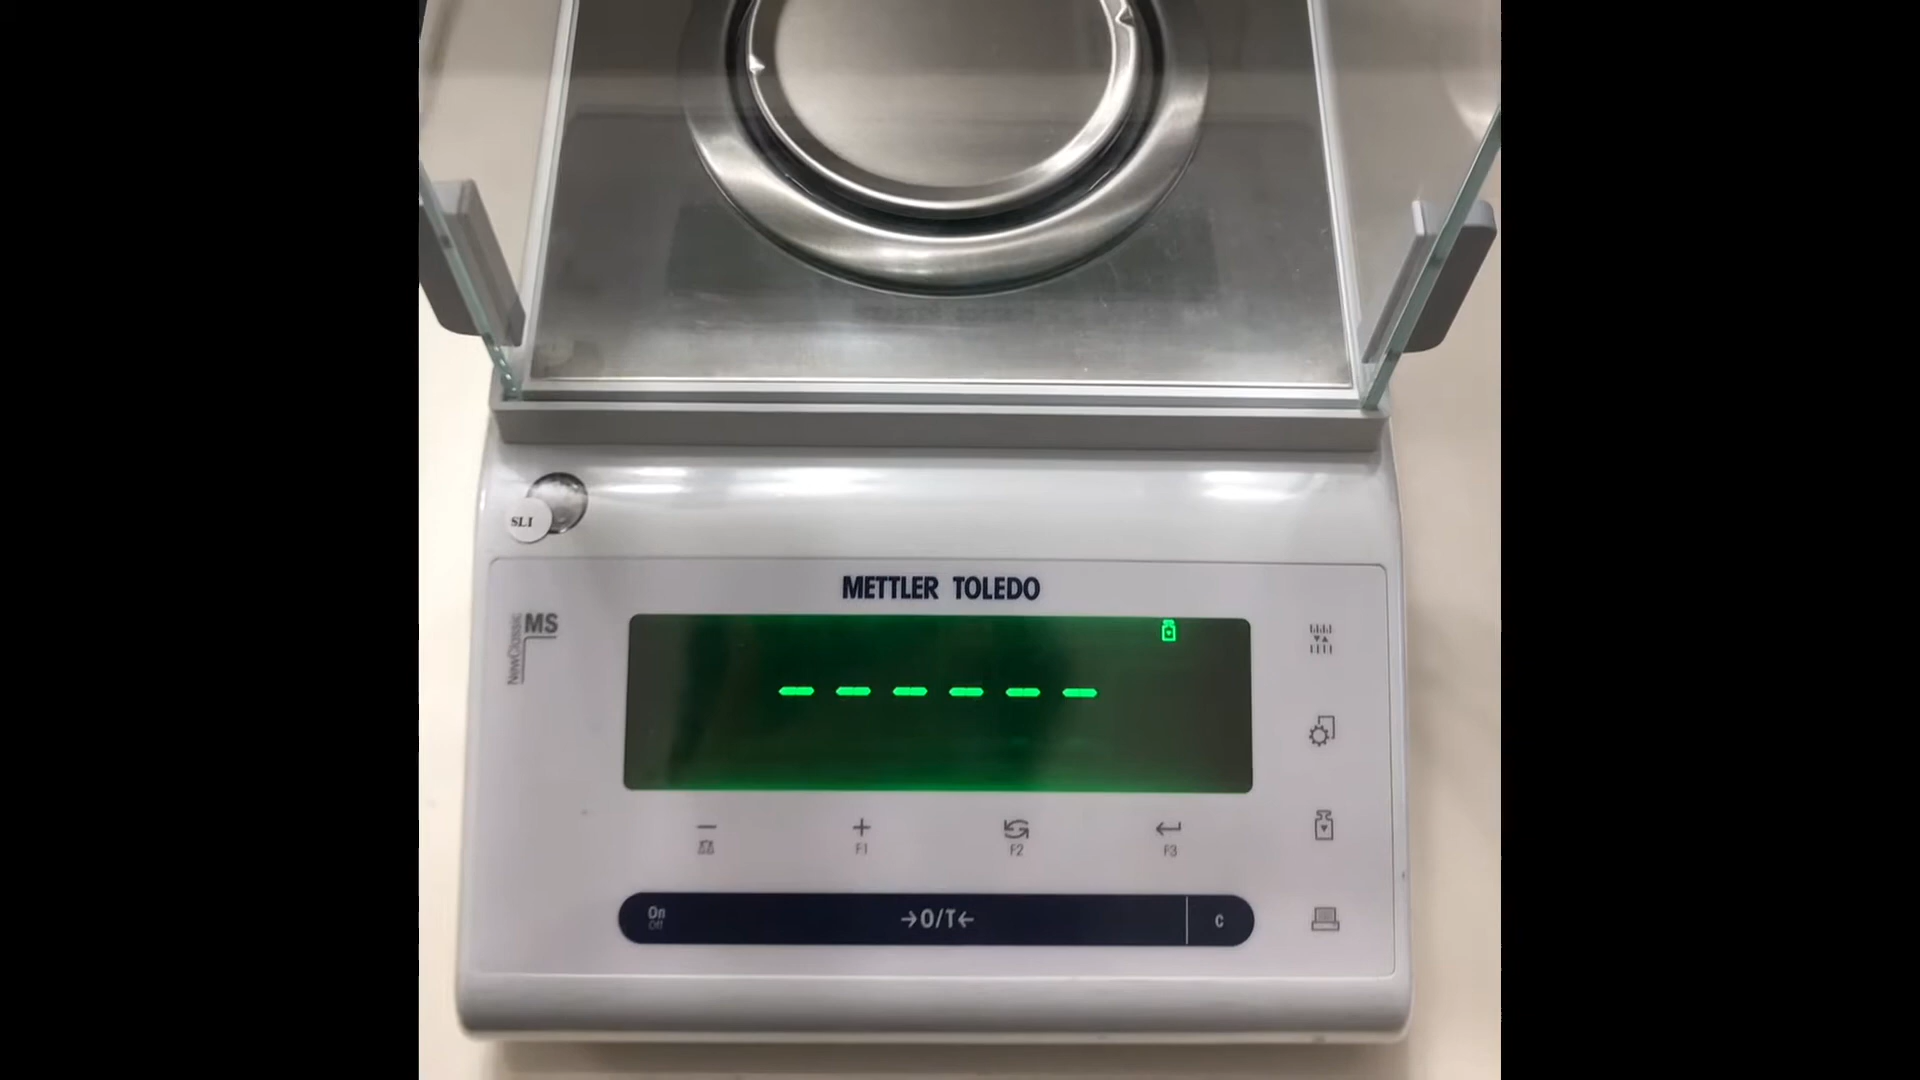 SLI
METTLER TOLEDO
NewClassic MS
------
F1
F2
F3
On
Off
→0/T←
C